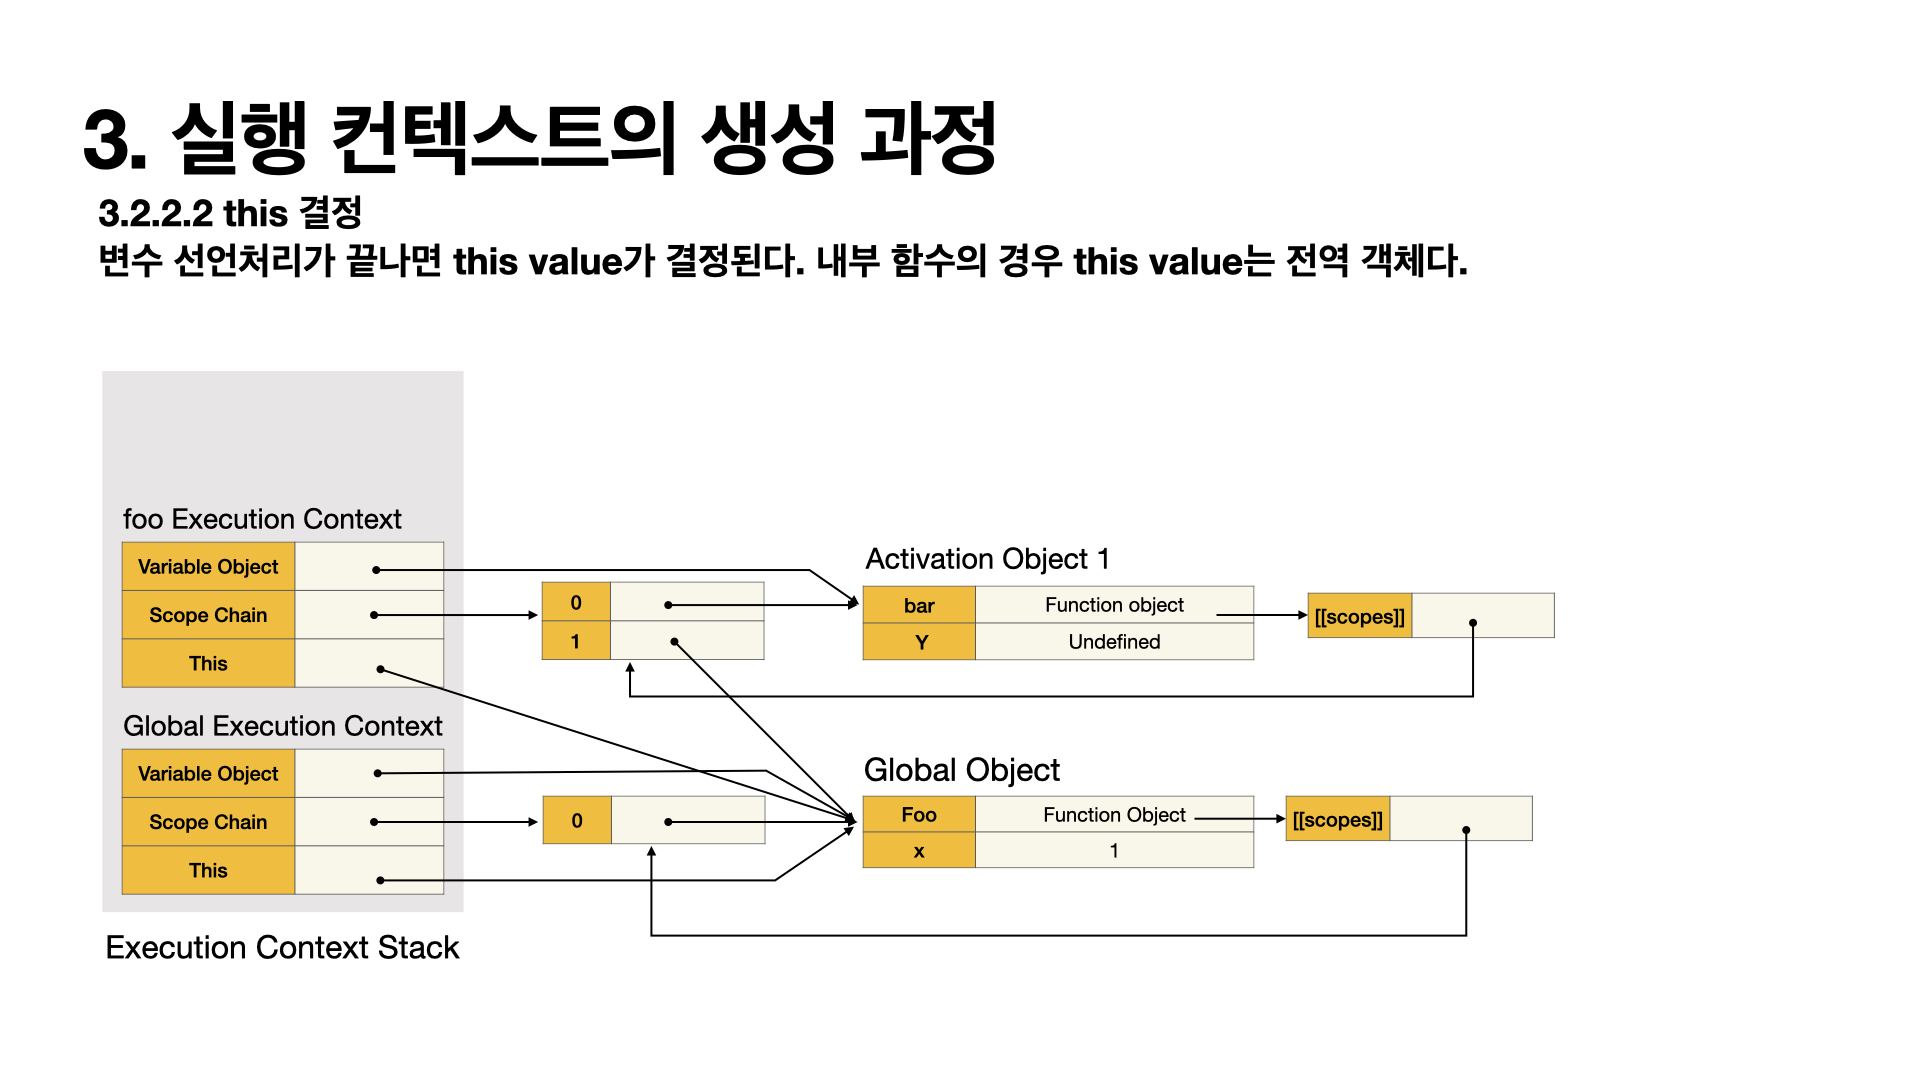 3. 실행 컨텍스트의 생성 과정
3.2.2.2 this 결정
변수 선언처리가 끝나면 this value가 결정된다. 내부 함수의 경우 this value는 전역 객체다.
foo Execution Context
Variable Object
Scope Chain
This
0
1
Activation Object 1
bar Function object
Y Undefined
[[scopes]]
Global Execution Context
Variable Object
Scope Chain
This
0
Global Object
Foo Function Object
x 1
[[scopes]]
Execution Context Stack